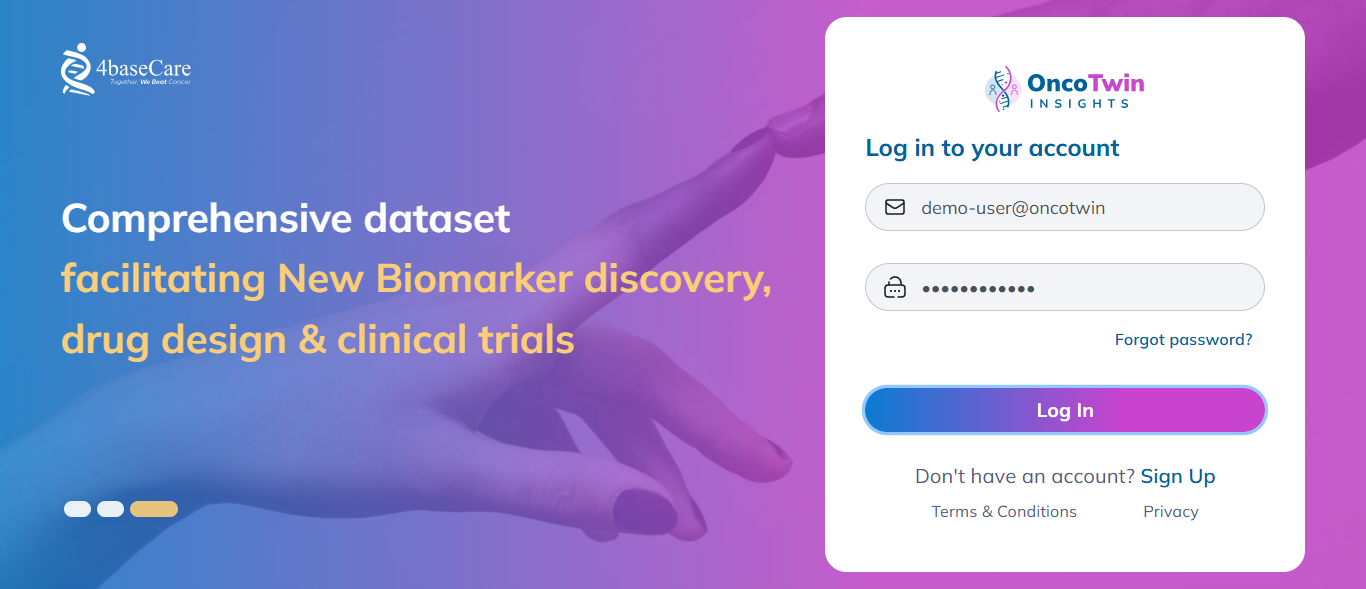 4baseCare
Together, We Beat Cancer
Comprehensive dataset
facilitating New Biomarker discovery,
drug design & clinical trials
OncoTwin
INSIGHTS
Log in to your account
demo-user@oncotwin
••••••••••••
Forgot password?
Log In
Don't have an account? Sign Up
Terms & Conditions Privacy